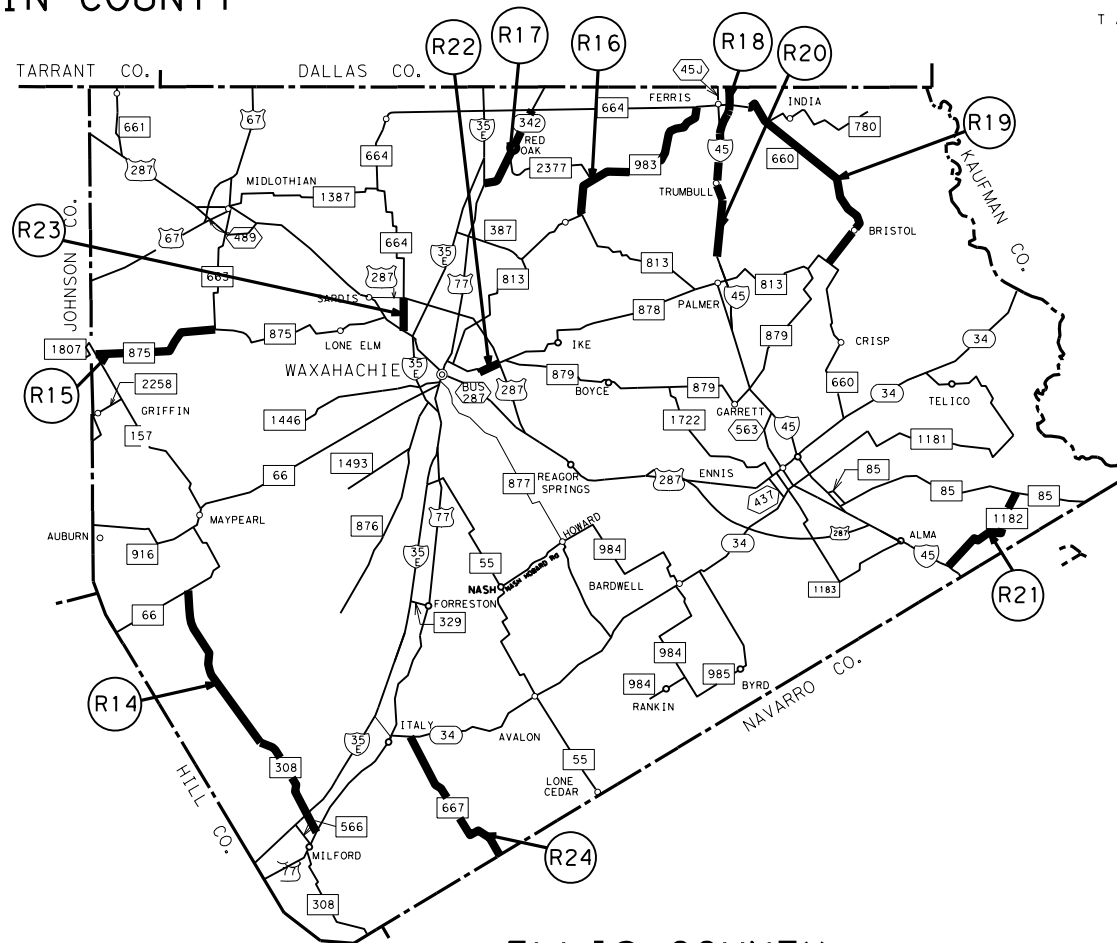 IN COUNTY
T A
R22
R17
R16
R18
R20
TARRANT CO.
DALLAS CO.
45J
FERRIS
664
INDIA
661
67
35
E
342
RED
OAK
780
R19
287
664
2377
983
45
660
MIDLOTHIAN
TRUMBULL
KAUFMAN CO.
1387
R23
67
489
664
35
E
387
BRISTOL
JOHNSON CO.
663
287
77
813
813
813
SARDIS
PALMER
45
878
875
LONE ELM
IKE
879
CRISP
34
1807
875
WAXAHACHIE
35
E
R15
2258
BUS
287
287
879
BOYCE
879
660
34
TELICO
GRIFFIN
1446
GARRETT
1722
563
45
157
1181
1493
REAGOR
SPRINGS
ENNIS
66
877
287
85
85
85
437
MAYPEARL
77
1182
AUBURN
876
HOWARD
287
ALMA
916
35
E
984
34
45
55
NASH
NASH HOWARD RD
BARDWELL
1183
R21
66
FORRESTON
329
984
985
R14
984
BYRD
RANKIN
NAVARRO CO.
ITALY
34
35
E
AVALON
308
55
HILL CO.
LONE
CEDAR
667
566
MILFORD
R24
77
308
ELLIS COUNTY